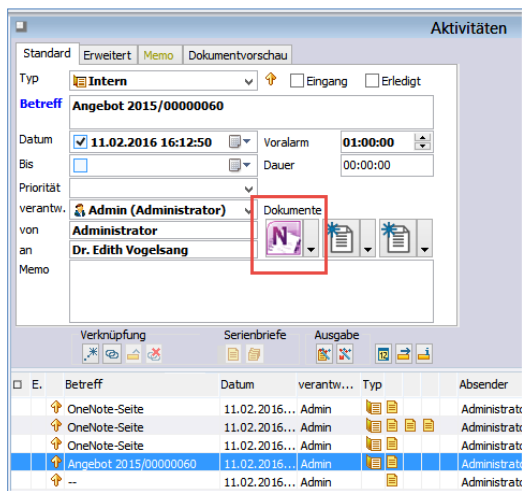 Aktivitäten
Standard Erweitert Memo Dokumentvorschau
Typ Intern Eingang Erledigt
Betreff Angebot 2015/00000060
Datum 11.02.2016 16:12:50 Voralarm 01:00:00
Bis Dauer 00:00:00
Priorität
verantw. Admin (Administrator) Dokumente
von Administrator
an Dr. Edith Vogelsang
Memo
Verknüpfung Serienbriefe Ausgabe
E. Betreff Datum verantw... Typ Absender
OneNote-Seite 11.02.2016... Admin Administrato
OneNote-Seite 11.02.2016... Admin Administrato
OneNote-Seite 11.02.2016... Admin Administrato
Angebot 2015/00000060 11.02.2016... Admin Administrato
-- 11.02.2016... Admin Administrato